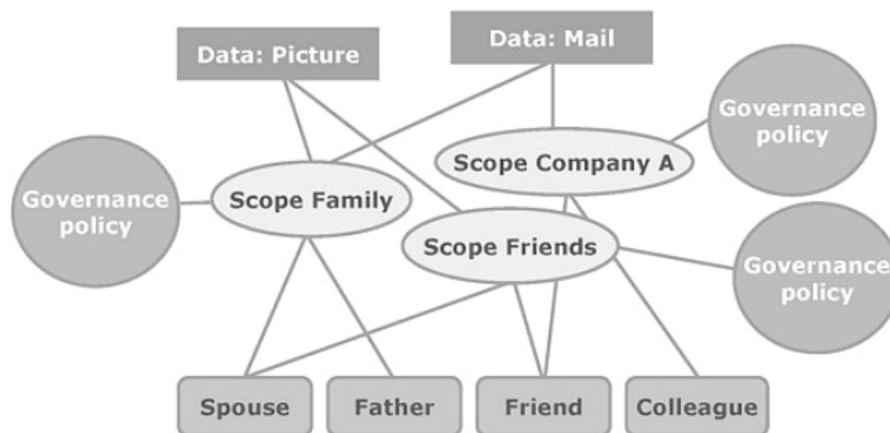 Data: Picture
Data: Mail
Governance
policy
Scope Company A
Governance
policy
Scope Family
Scope Friends
Governance
policy
Spouse
Father
Friend
Colleague